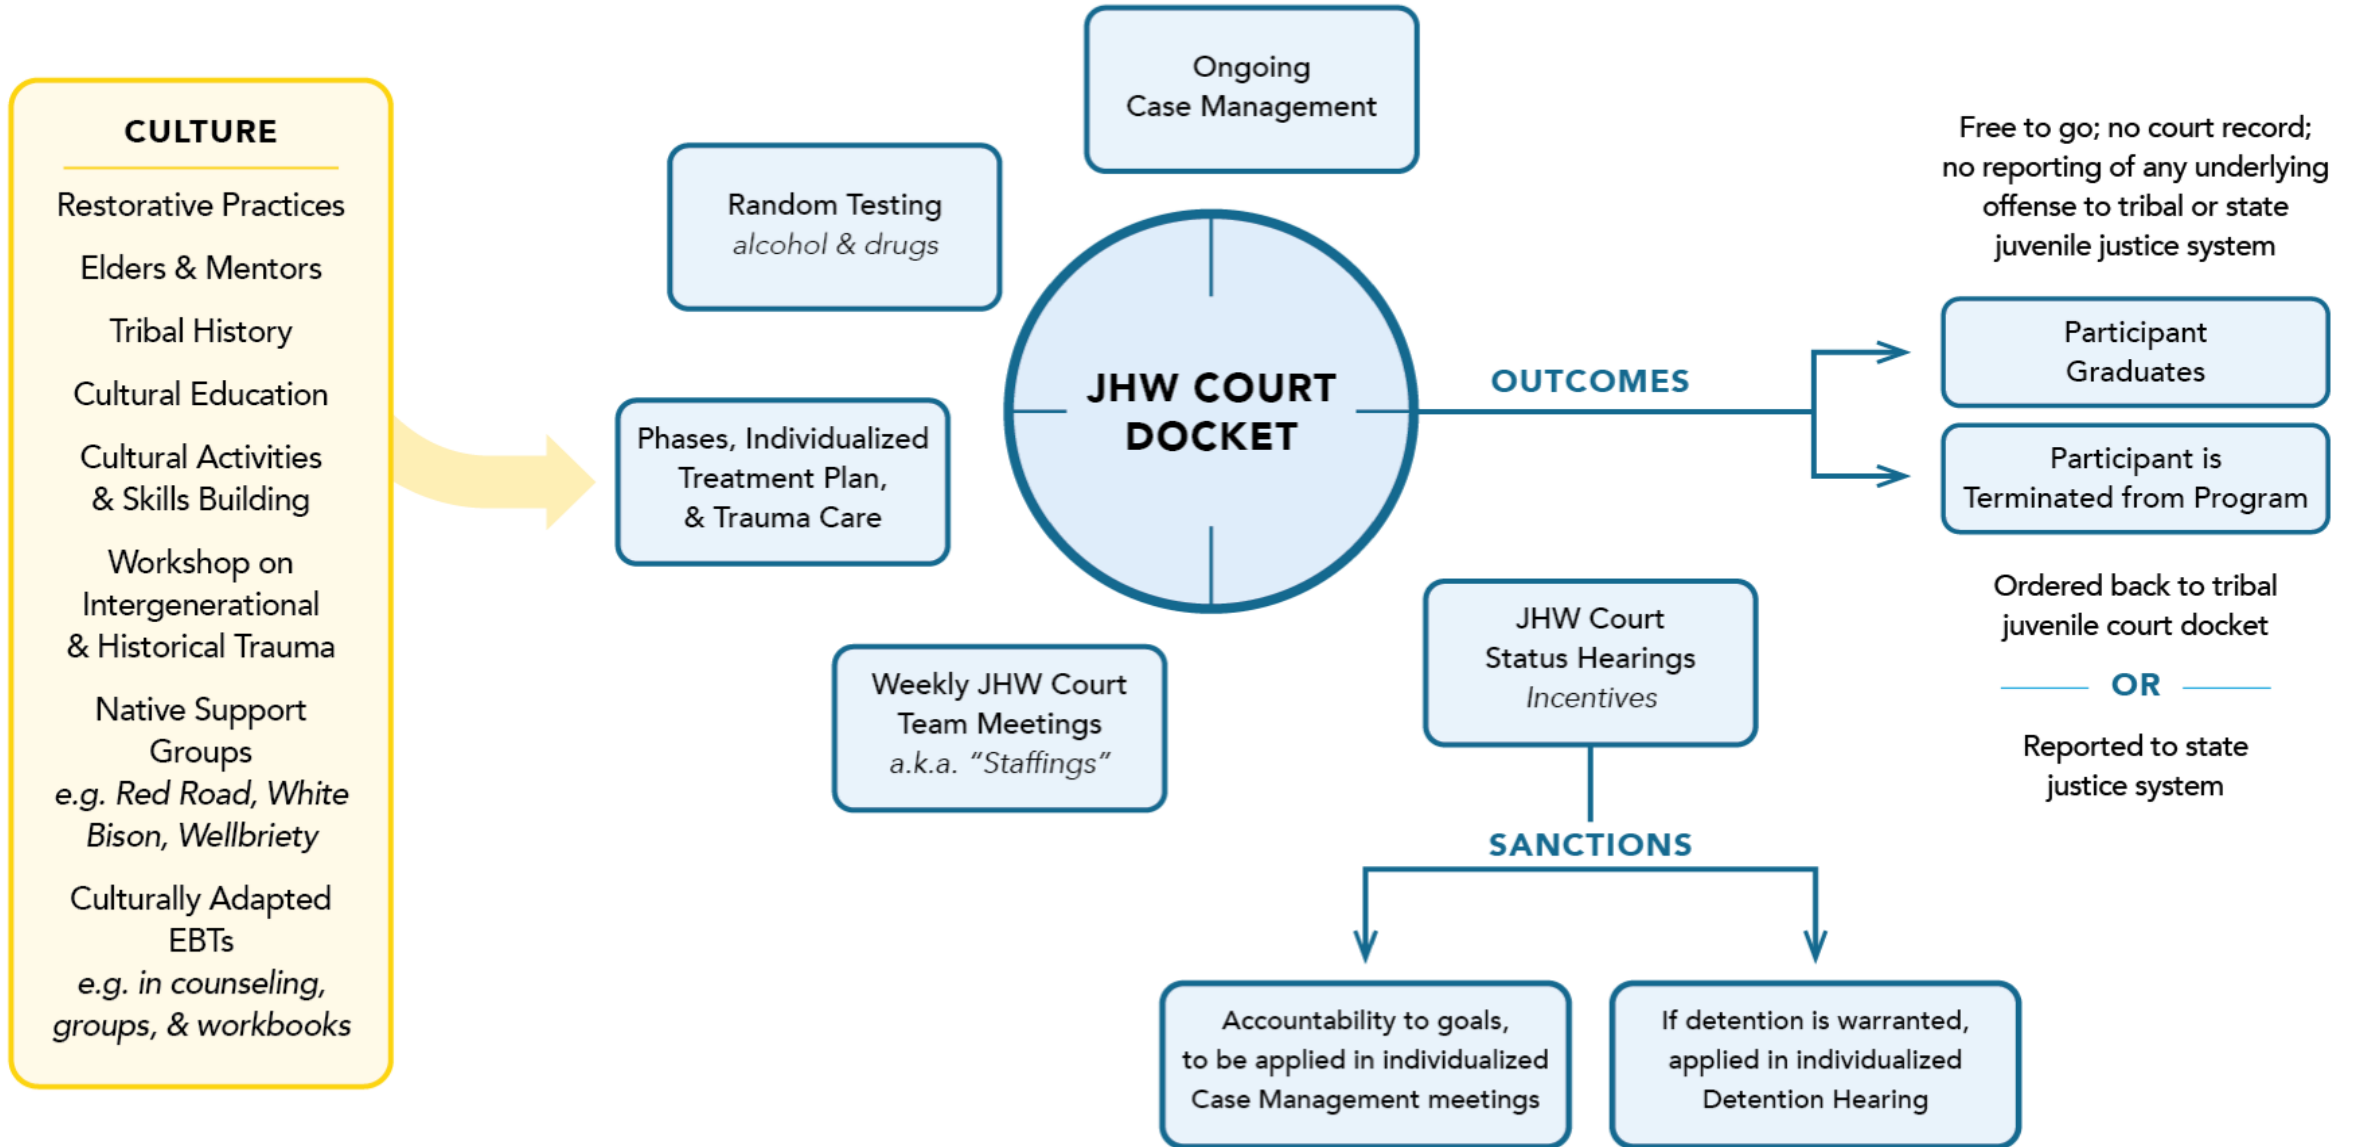 CULTURE
Restorative Practices
Elders & Mentors
Tribal History
Cultural Education
Cultural Activities
& Skills Building
Workshop on
Intergenerational
& Historical Trauma
Native Support
Groups
e.g. Red Road, White
Bison, Wellbriety
Culturally Adapted
EBTs
e.g. in counseling,
groups, & workbooks
Ongoing
Case Management
Random Testing
alcohol & drugs
Phases, Individualized
Treatment Plan,
& Trauma Care
Weekly JHW Court
Team Meetings
a.k.a. “Staffings”
JHW COURT
DOCKET
JHW Court
Status Hearings
Incentives
SANCTIONS
Accountability to goals,
to be applied in individualized
Case Management meetings
If detention is warranted,
applied in individualized
Detention Hearing
OUTCOMES
Free to go; no court record;
no reporting of any underlying
offense to tribal or state
juvenile justice system
Participant
Graduates
Participant is
Terminated from Program
Ordered back to tribal
juvenile court docket
OR
Reported to state
justice system